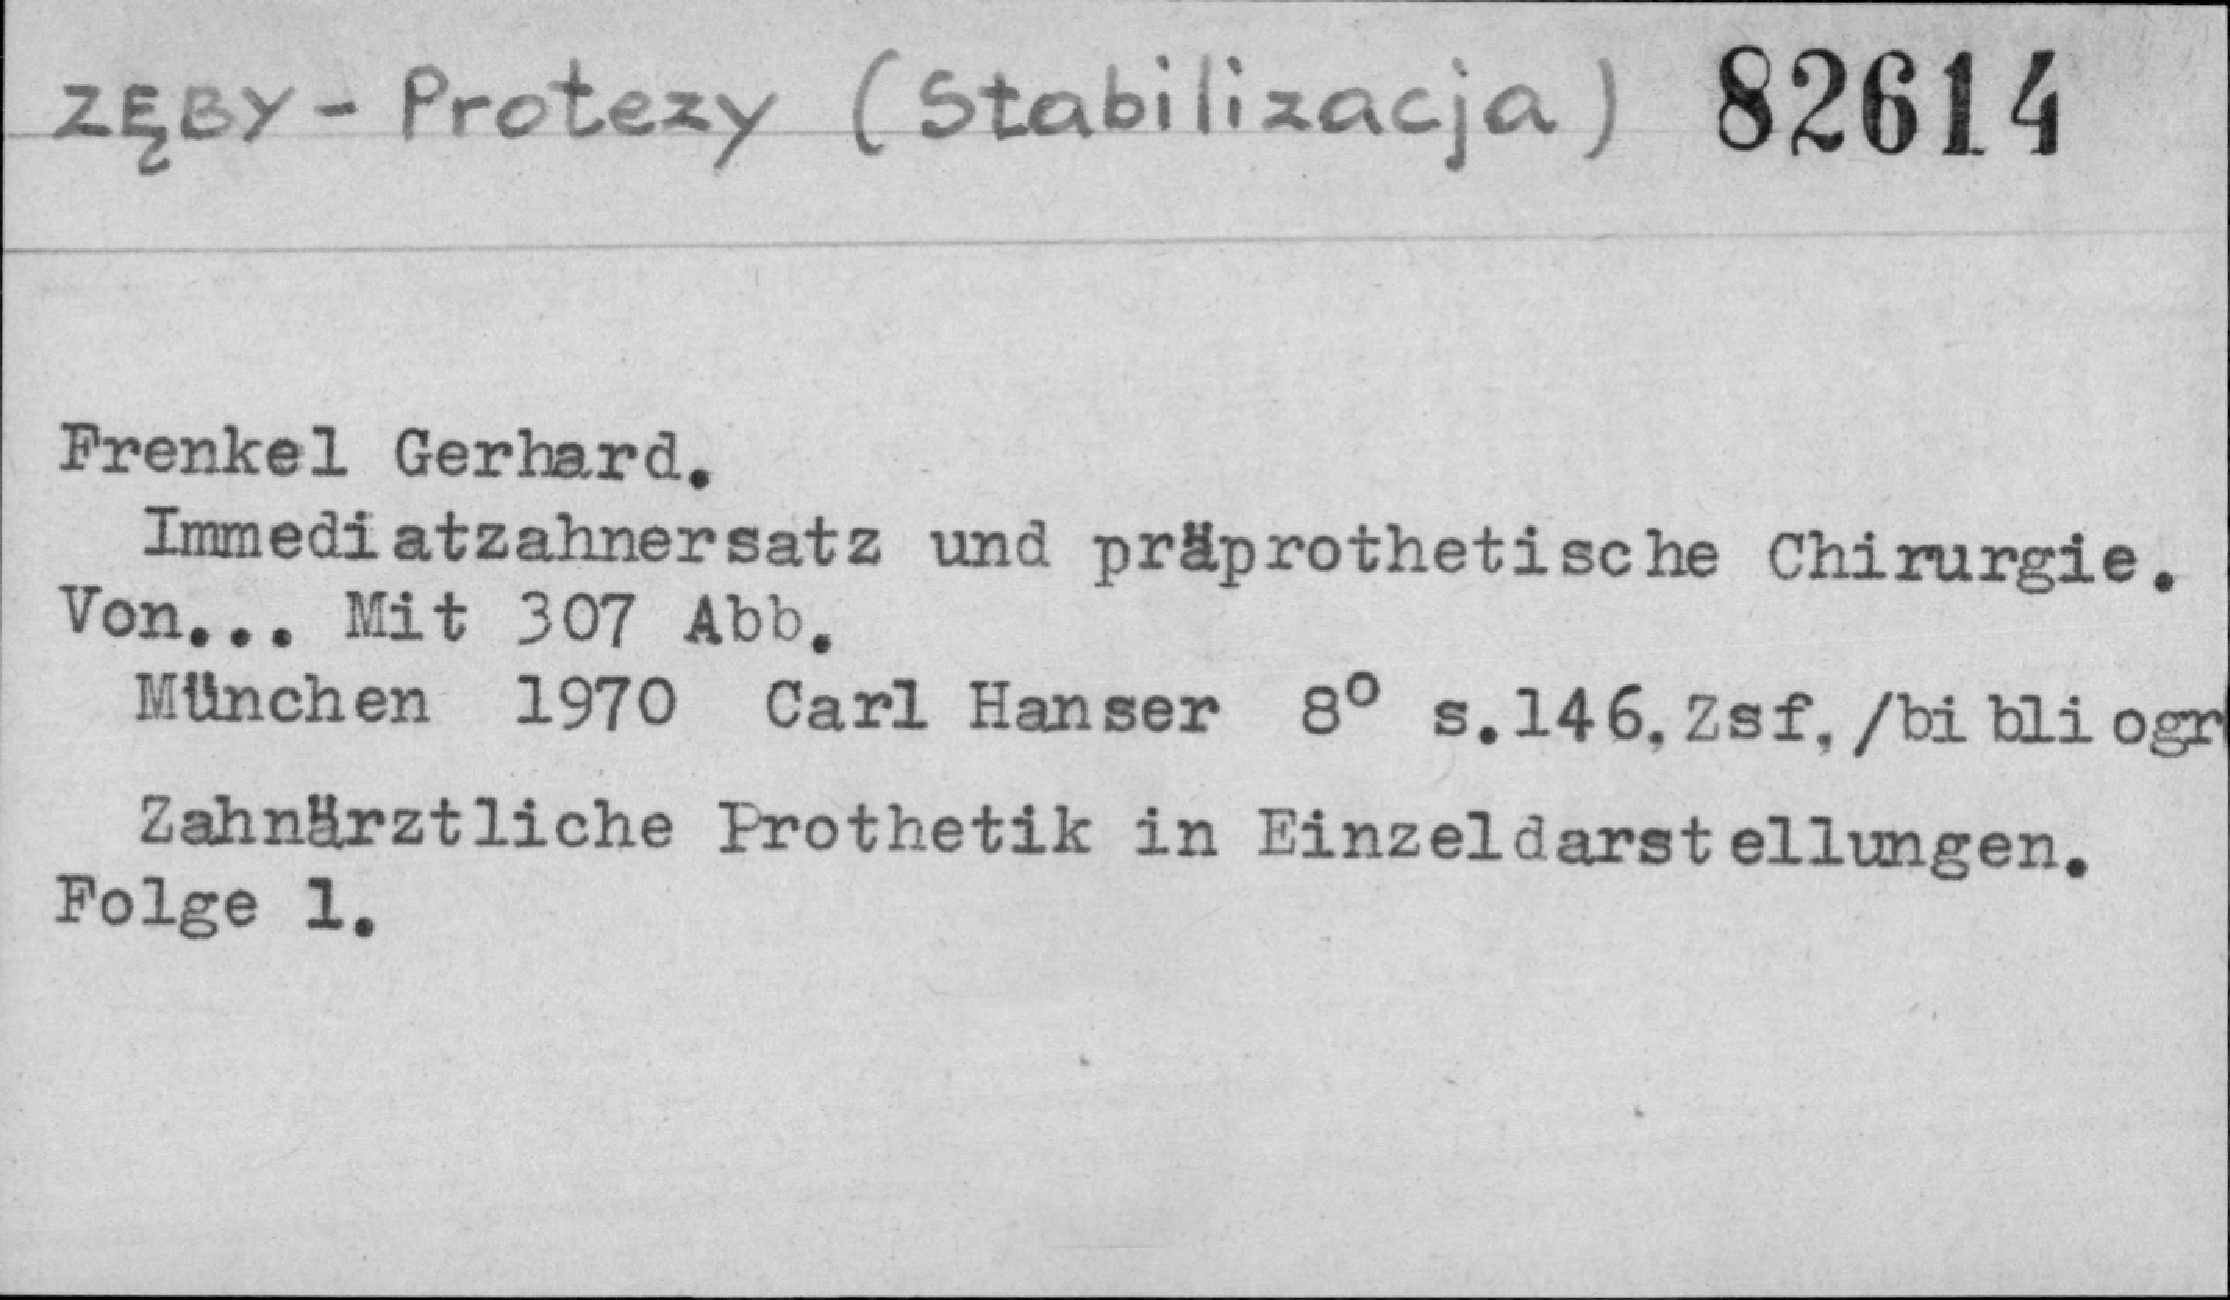 ZĘBY - Protezy (Stabilizacja) 82614
Frenkel Gerhard.
Immediatzahnersatz und präprothetische Chirurgie.
Von... Mit 307 Abb.
München 1970 Carl Hanser 8° s.146.Zsf./bibliogr
Zahnärztliche Prothetik in Einzeldarstellungen.
Folge 1.